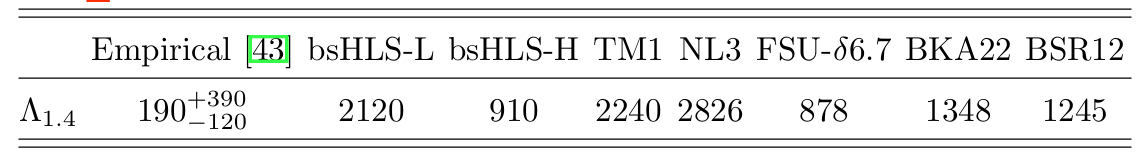 Empirical [43] bsHLS-L bsHLS-H TM1 NL3 FSU-δ6.7 BKA22 BSR12
Λ1.4 190+390−120 2120 910 2240 2826 878 1348 1245